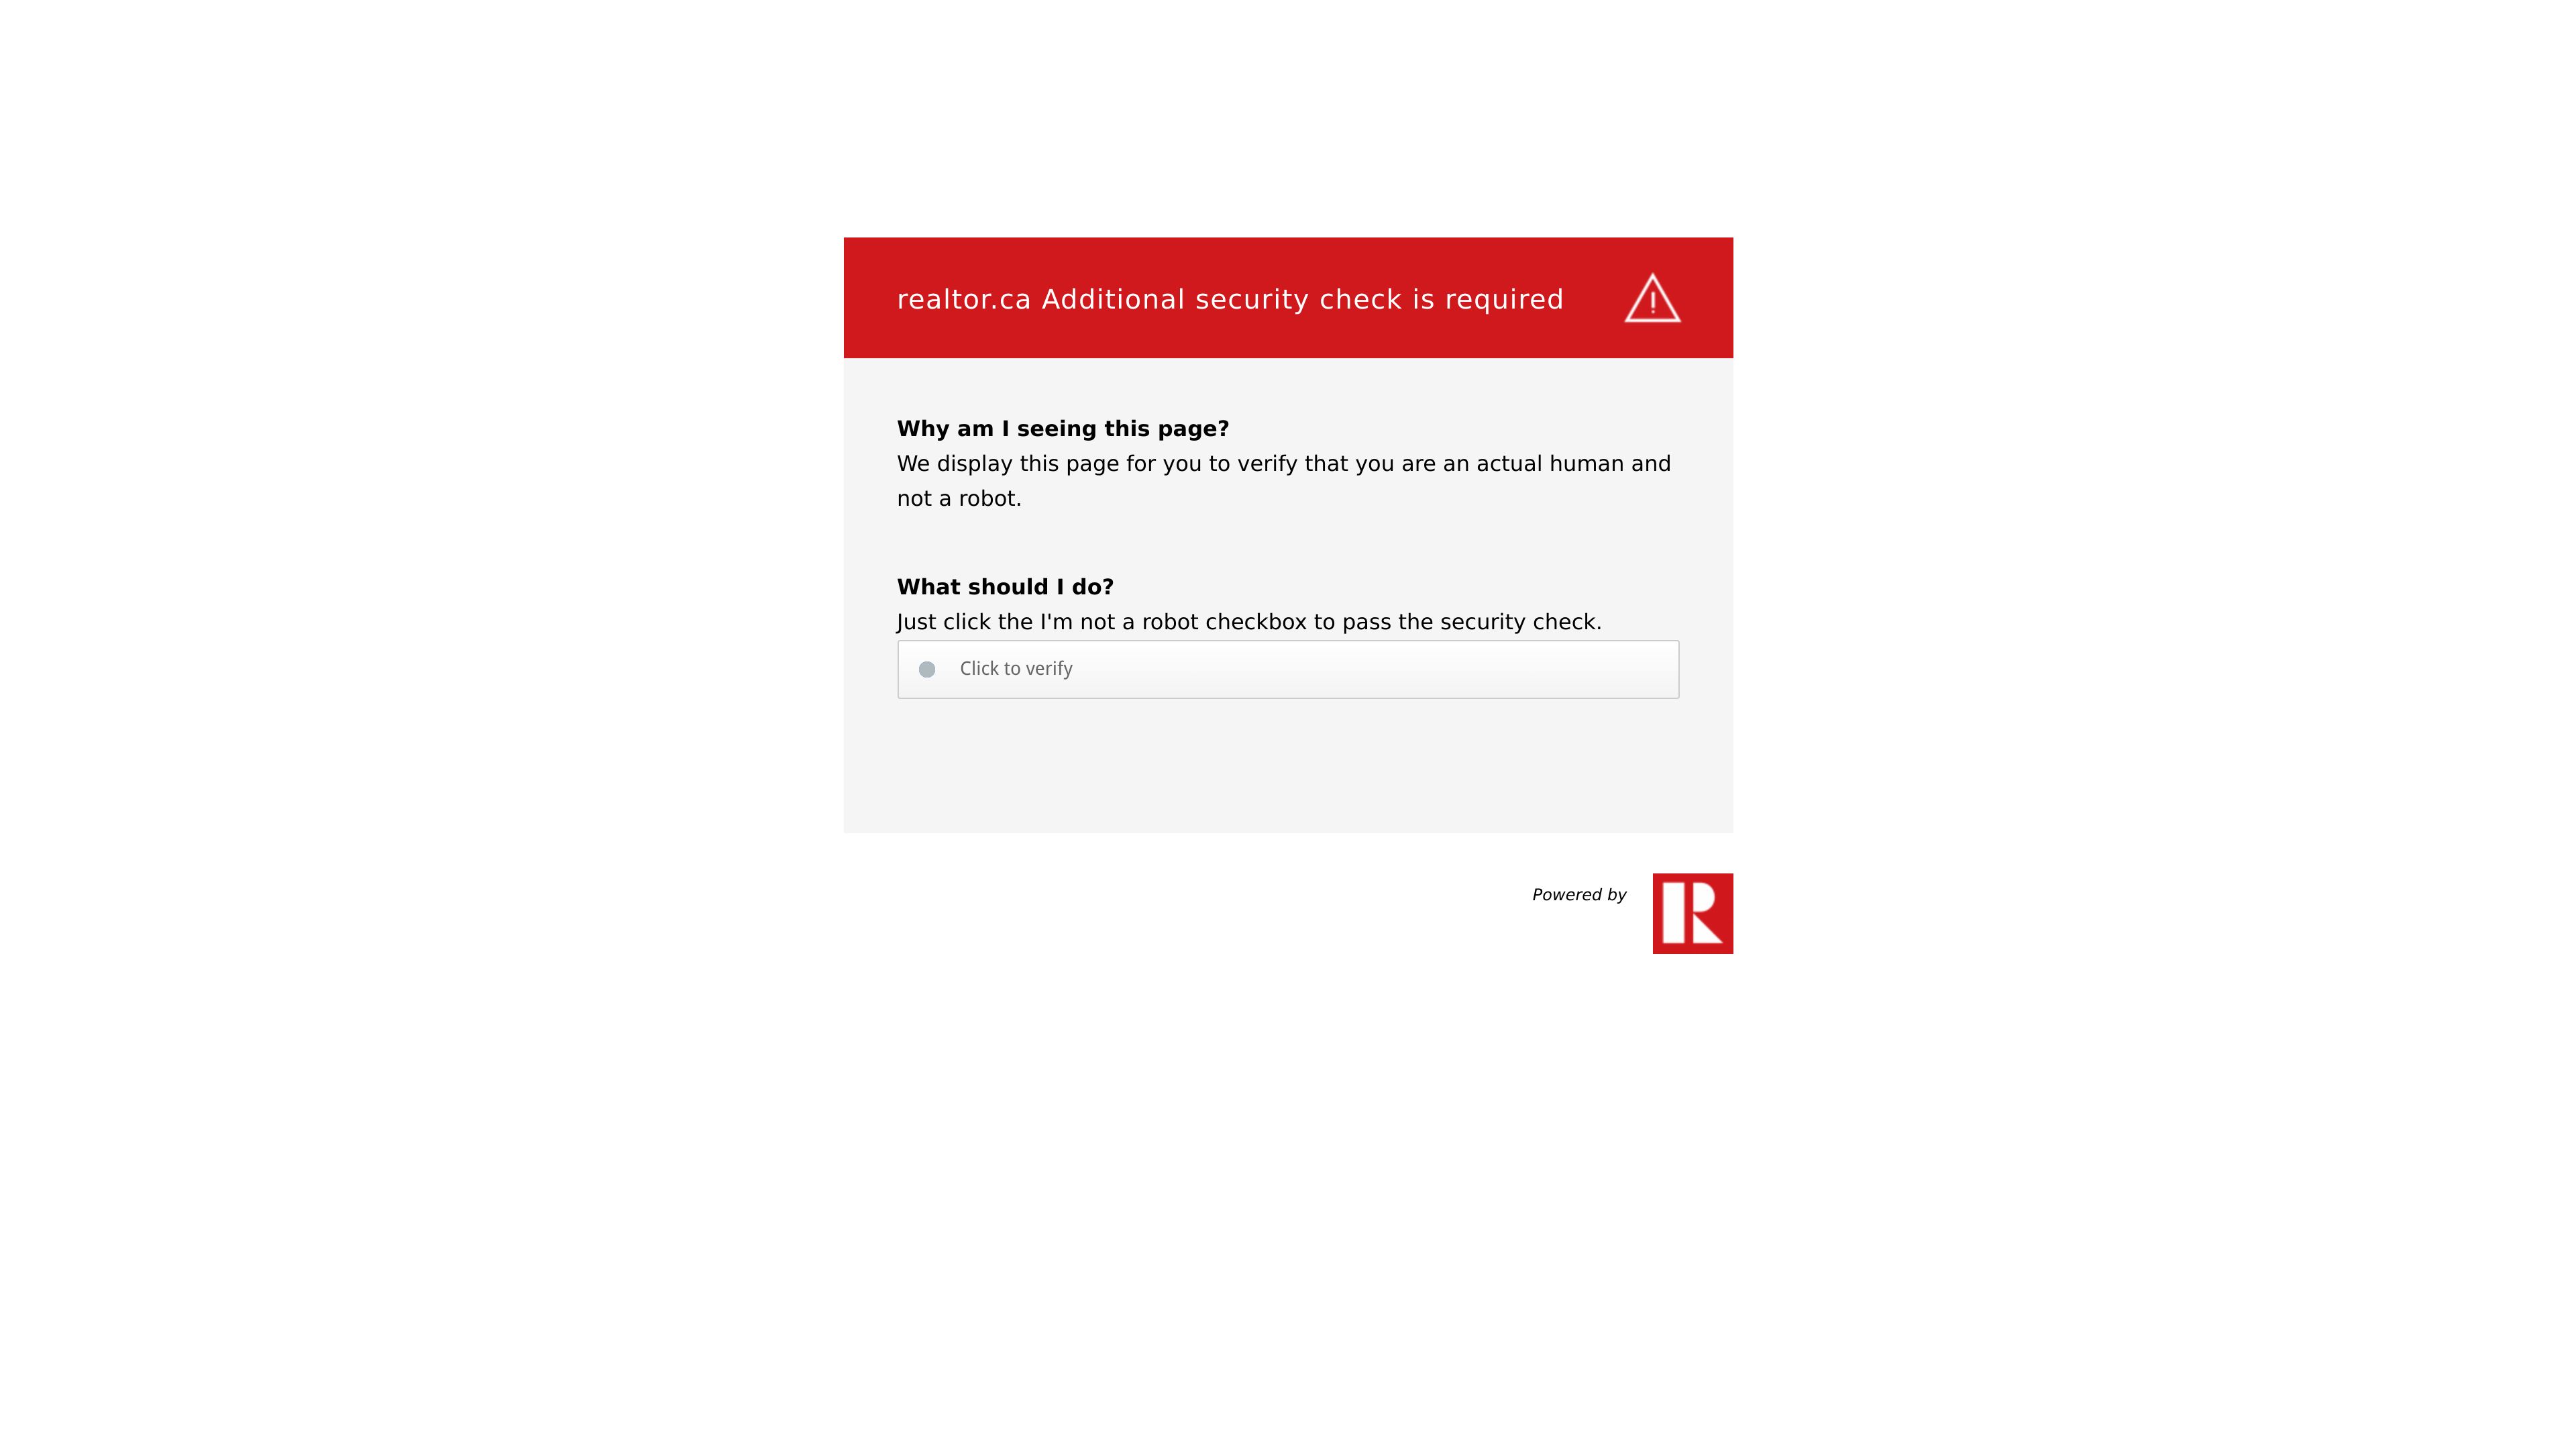 realtor.ca Additional security check is required
Why am I seeing this page?
We display this page for you to verify that you are an actual human and
not a robot.
What should I do?
Just click the I'm not a robot checkbox to pass the security check.
Click to verify
Powered by
R